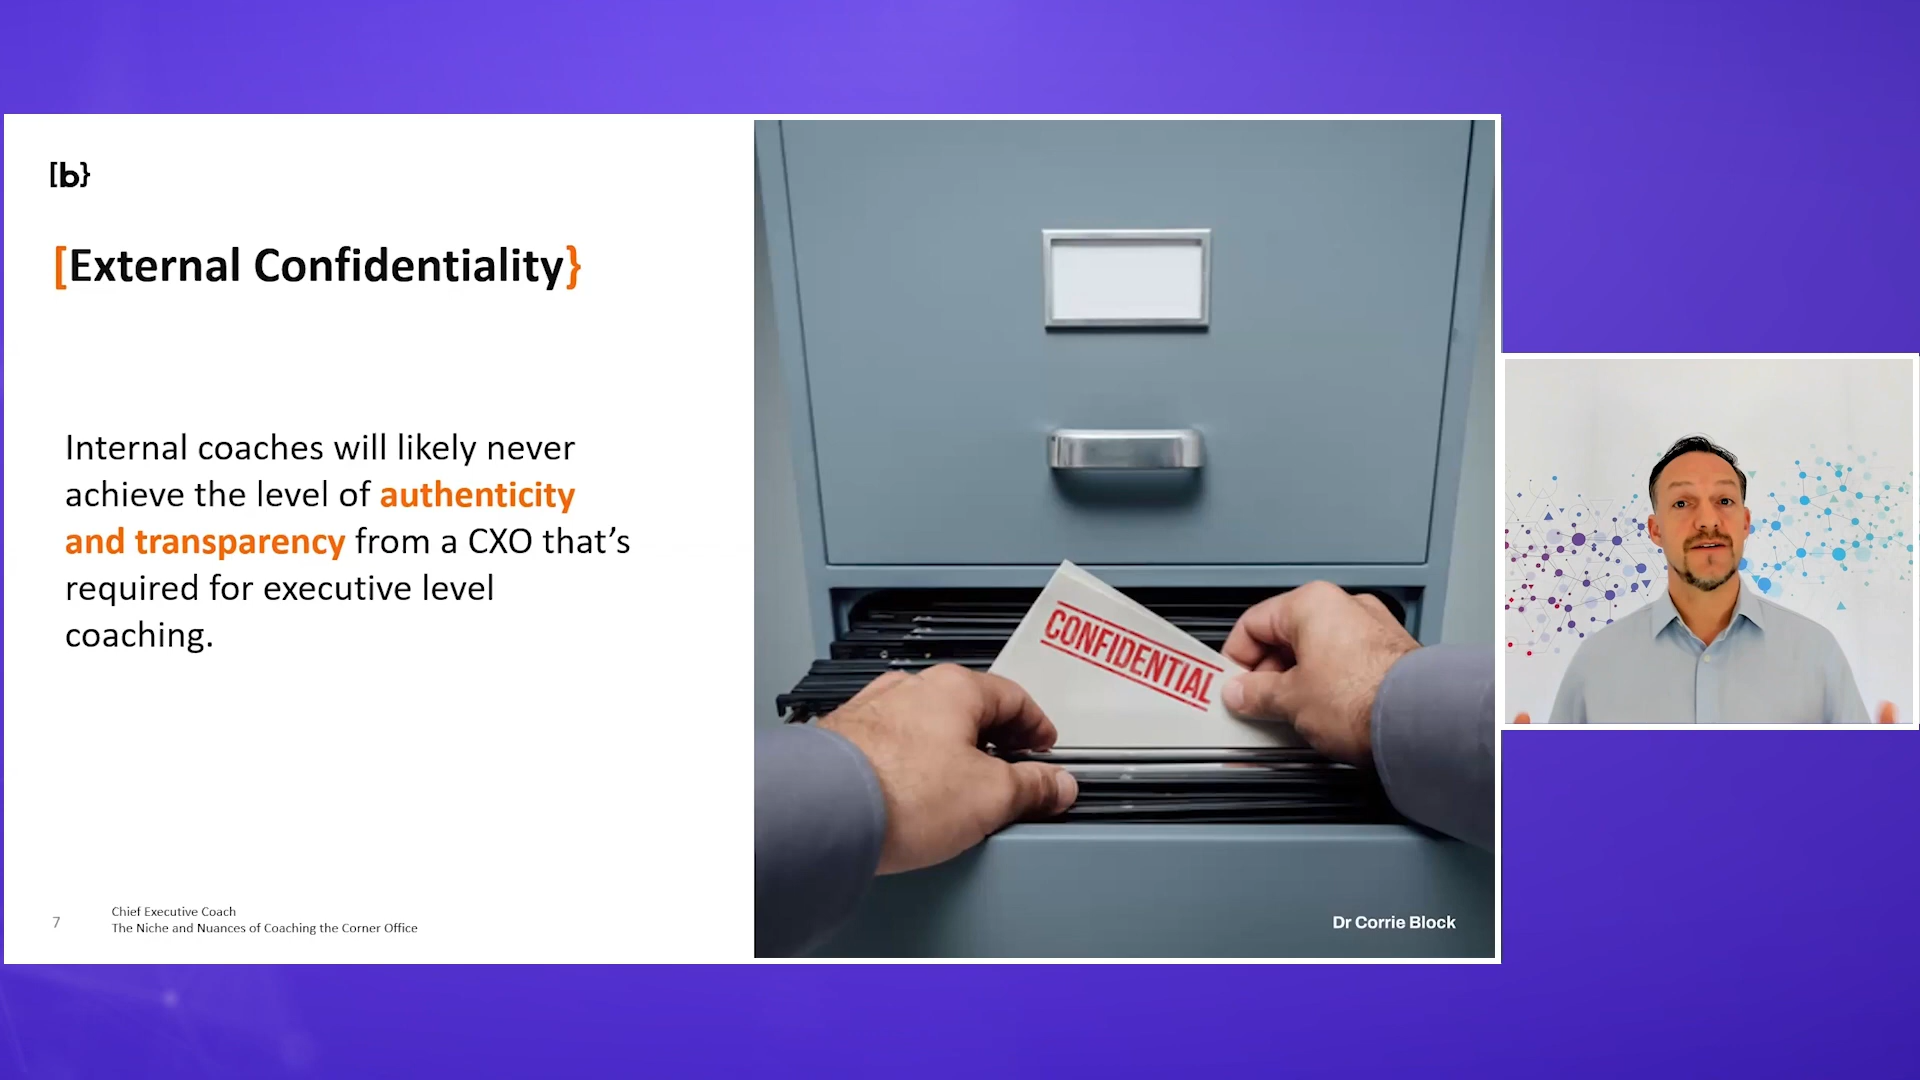 [b}
[External Confidentiality}
Internal coaches will likely never
achieve the level of authenticity
and transparency from a CXO that’s
required for executive level
coaching.
CONFIDENTIAL
7
Chief Executive Coach
The Niche and Nuances of Coaching the Corner Office
Dr Corrie Block